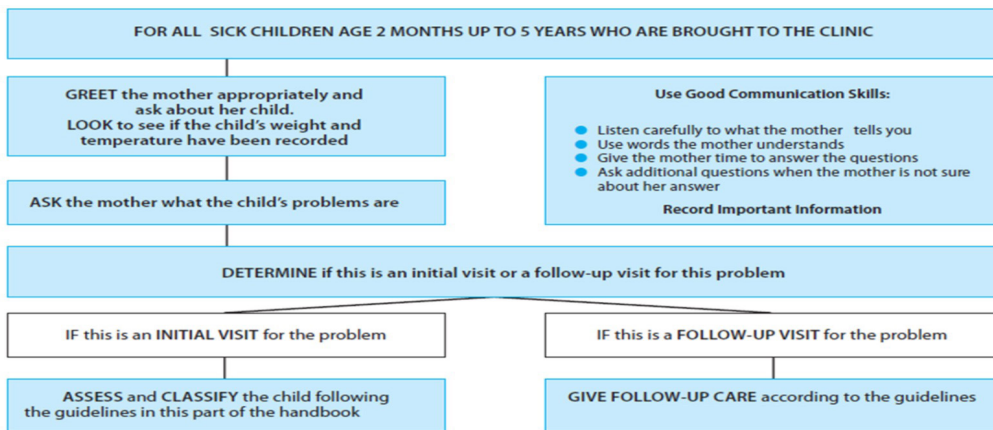 FOR ALL SICK CHILDREN AGE 2 MONTHS UP TO 5 YEARS WHO ARE BROUGHT TO THE CLINIC
GREET the mother appropriately and
ask about her child.
LOOK to see if the child's weight and
temperature have been recorded
Use Good Communication Skills:
Listen carefully to what the mother tells you
Use words the mother understands
Give the mother time to answer the questions
Ask additional questions when the mother is not sure
about her answer
Record Important Information
ASK the mother what the child's problems are
DETERMINE if this is an initial visit or a follow-up visit for this problem
IF this is an INITIAL VISIT for the problem
IF this is a FOLLOW-UP VISIT for the problem
ASSESS and CLASSIFY the child following
the guidelines in this part of the handbook
GIVE FOLLOW-UP CARE according to the guidelines